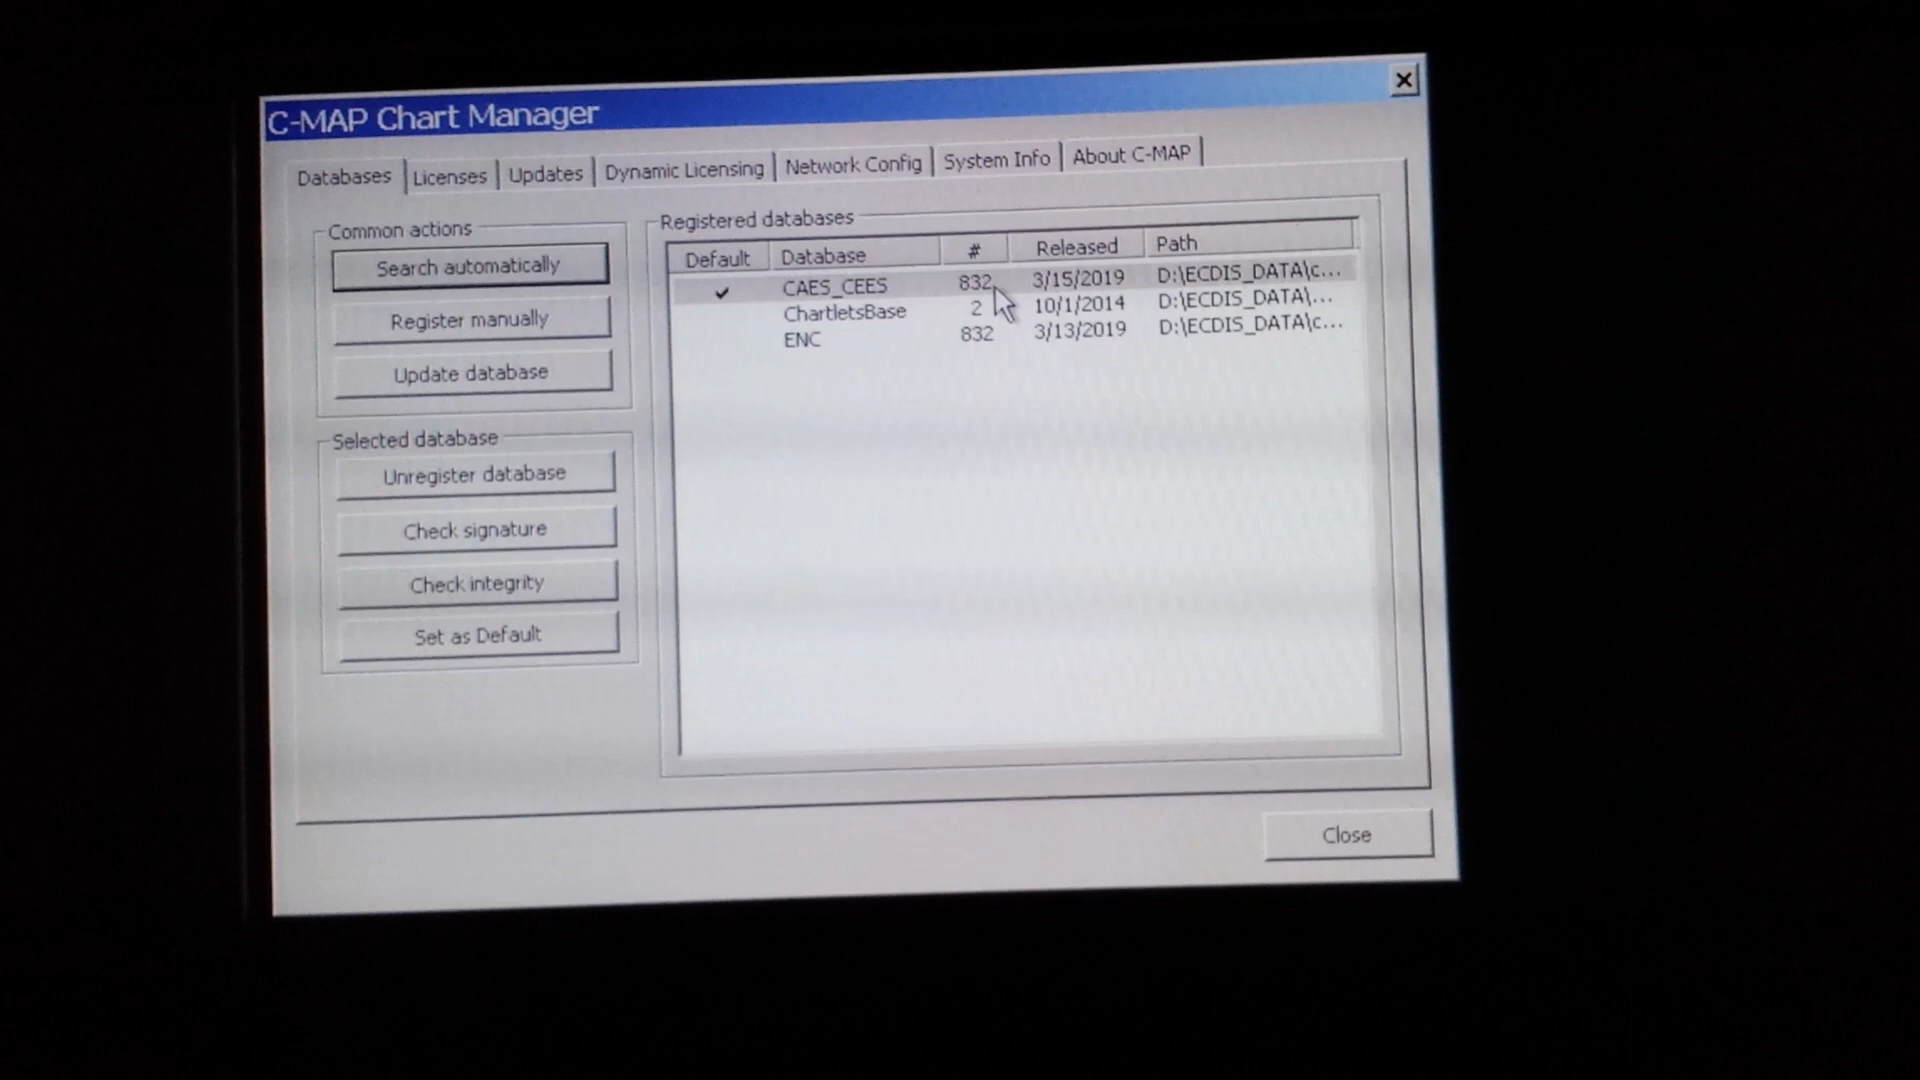 C-MAP Chart Manager
Databases Licenses Updates Dynamic Licensing Network Config System Info About C-MAP
Common actions
Search automatically
Register manually
Update database
Selected database
Unregister database
Check signature
Check integrity
Set as Default
Registered databases
Default Database # Released Path
CAES_CEES 832 3/15/2019 D:\ECDIS_DATA\c...
ChartletsBase 2 10/1/2014 D:\ECDIS_DATA\...
ENC 832 3/13/2019 D:\ECDIS_DATA\c...
Close